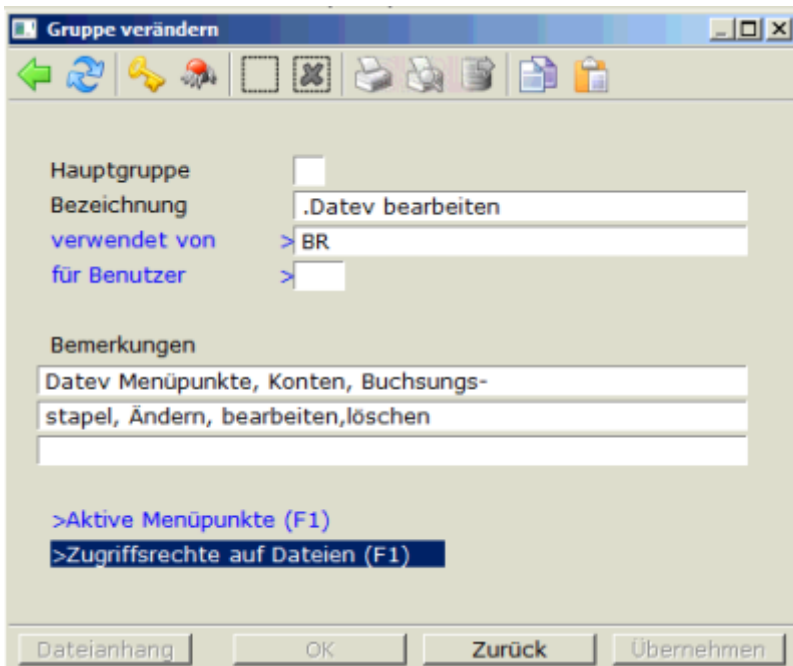 Gruppe verändern
Hauptgruppe
Bezeichnung .Datev bearbeiten
verwendet von > BR
für Benutzer >
Bemerkungen
Datev Menüpunkte, Konten, Buchsungs-
stapel, Ändern, bearbeiten,löschen
>Aktive Menüpunkte (F1)
>Zugriffsrechte auf Dateien (F1)
Dateianhang OK Zurück Übernehmen